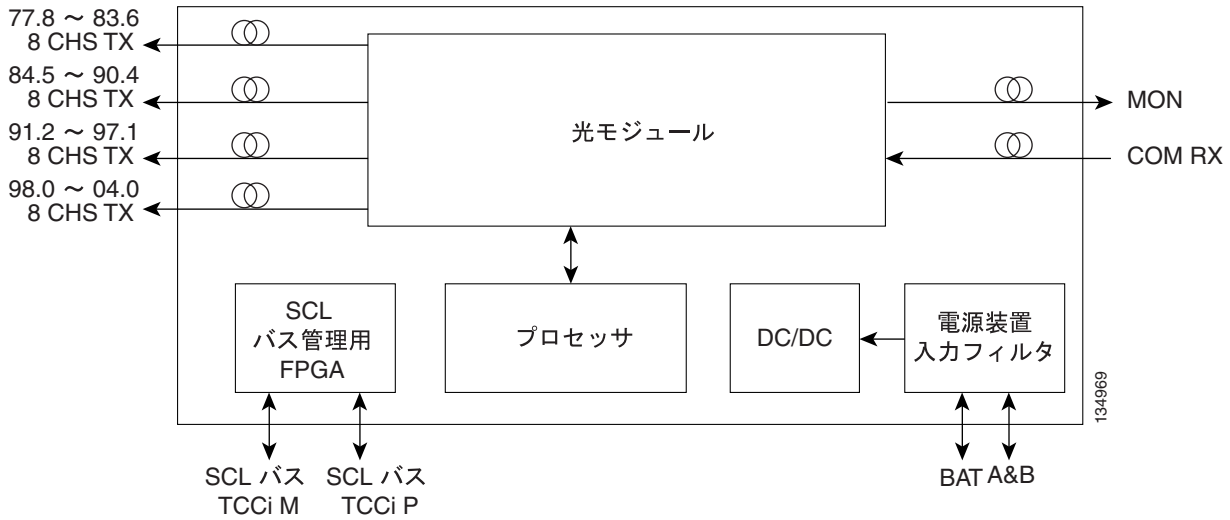 77.8 ～ 83.6
8 CHS TX
84.5 ～ 90.4
8 CHS TX
91.2 ～ 97.1
8 CHS TX
98.0 ～ 04.0
8 CHS TX
光モジュール
MON
COM RX
SCL
バス管理用
FPGA
プロセッサ
DC/DC
電源装置
入力フィルタ
134969
SCL バス
TCCi M
SCL バス
TCCi P
BAT A&B